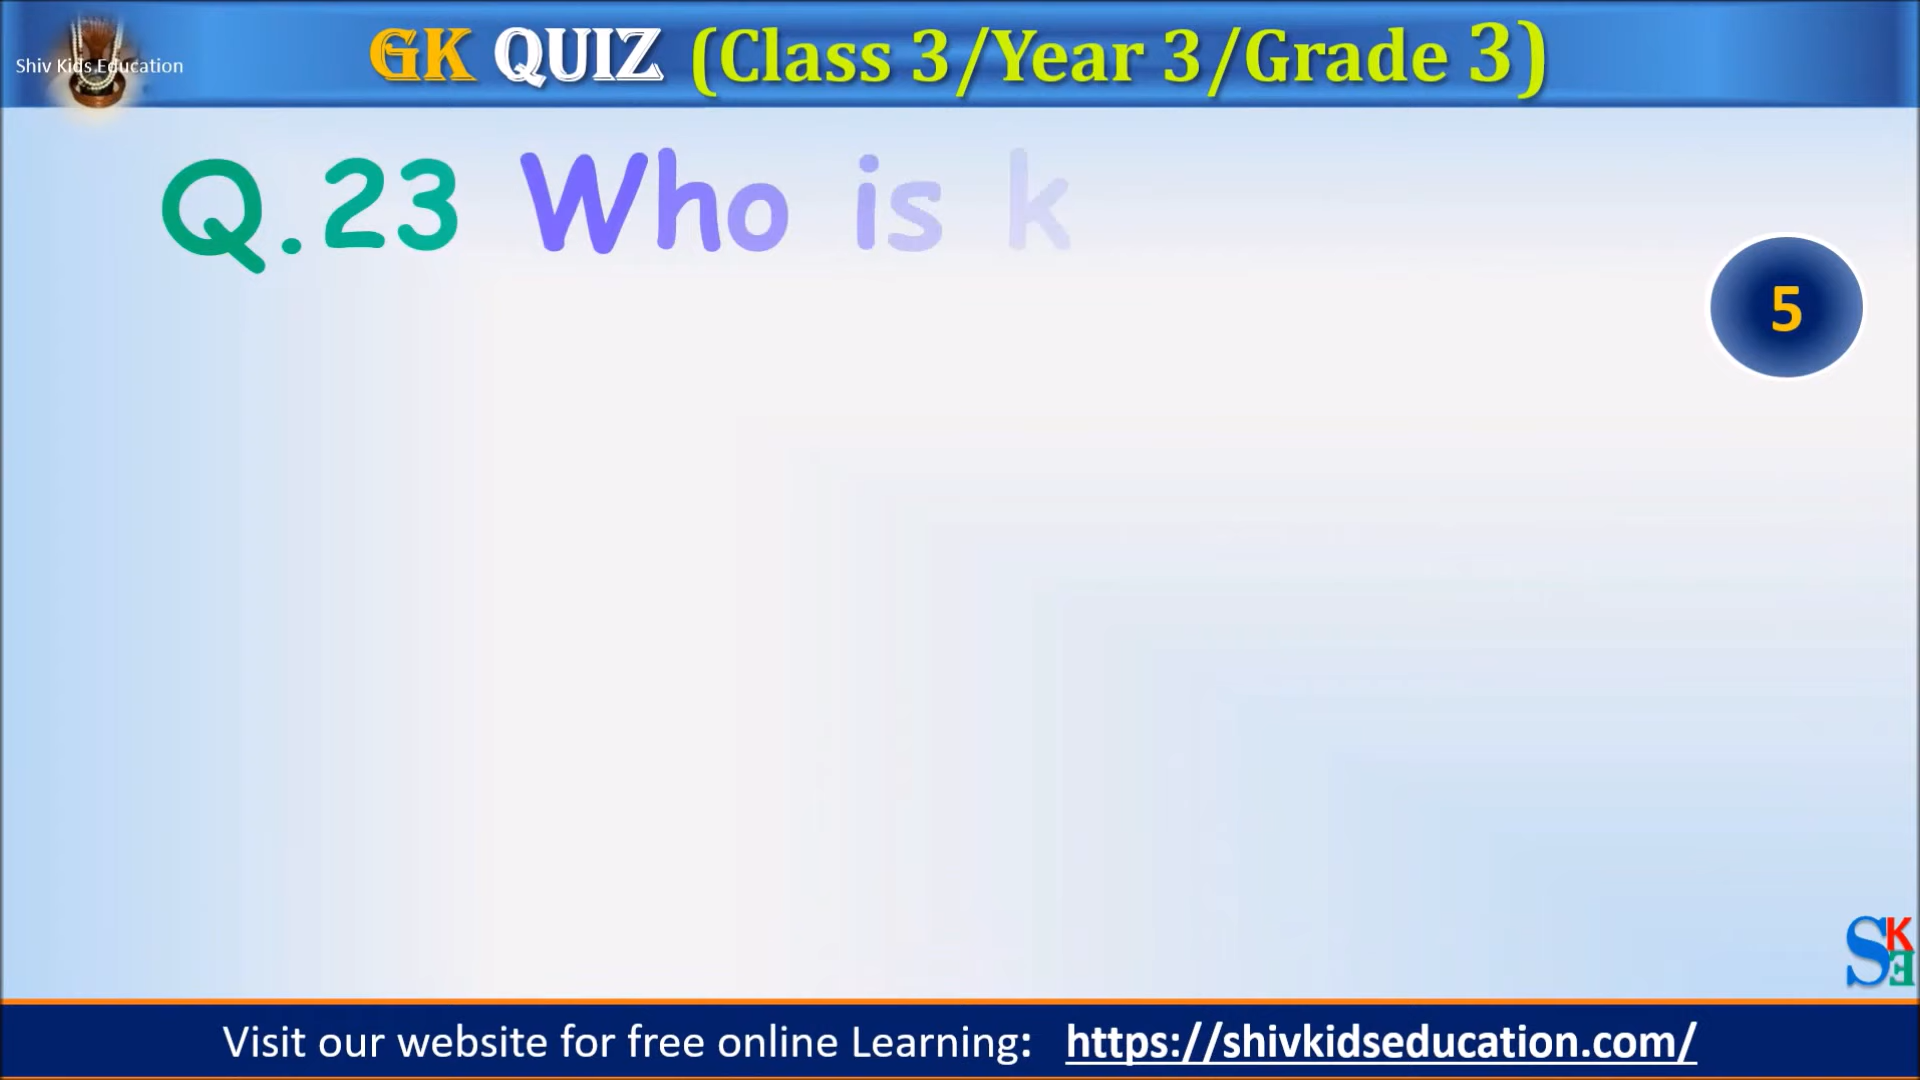 Shiv Kids Education
GK QUIZ (Class 3/Year 3/Grade 3)
Q.23 Who is k
5
SKE
Visit our website for free online Learning: https://shivkidseducation.com/